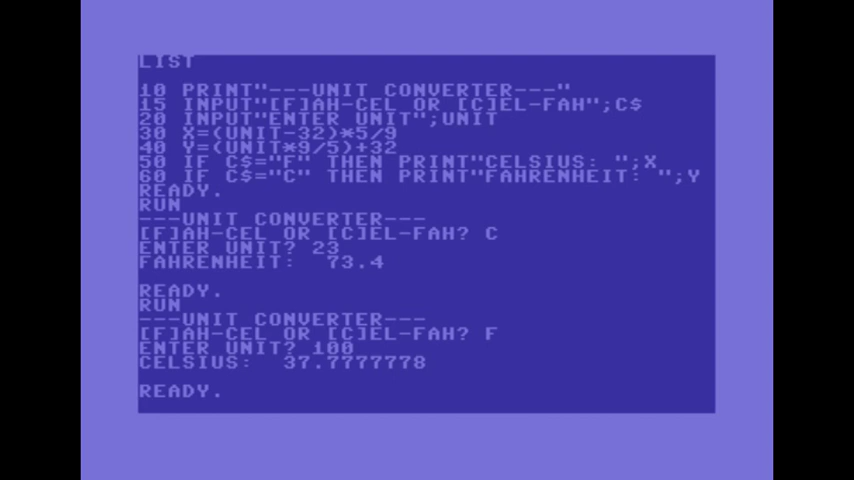 LIST
10 PRINT"---UNIT CONVERTER---"
15 INPUT"[F]AH-CEL OR [C]EL-FAH";C$
20 INPUT"ENTER UNIT";UNIT
30 X=(UNIT-32)*5/9
40 Y=(UNIT*9/5)+32
50 IF C$="F" THEN PRINT"CELSIUS: ";X
60 IF C$="C" THEN PRINT"FAHRENHEIT: ";Y
READY.
RUN
---UNIT CONVERTER---
[F]AH-CEL OR [C]EL-FAH? C
ENTER UNIT? 23
FAHRENHEIT:  73.4
READY.
RUN
---UNIT CONVERTER---
[F]AH-CEL OR [C]EL-FAH? F
ENTER UNIT? 100
CELSIUS:  37.7777778
READY.